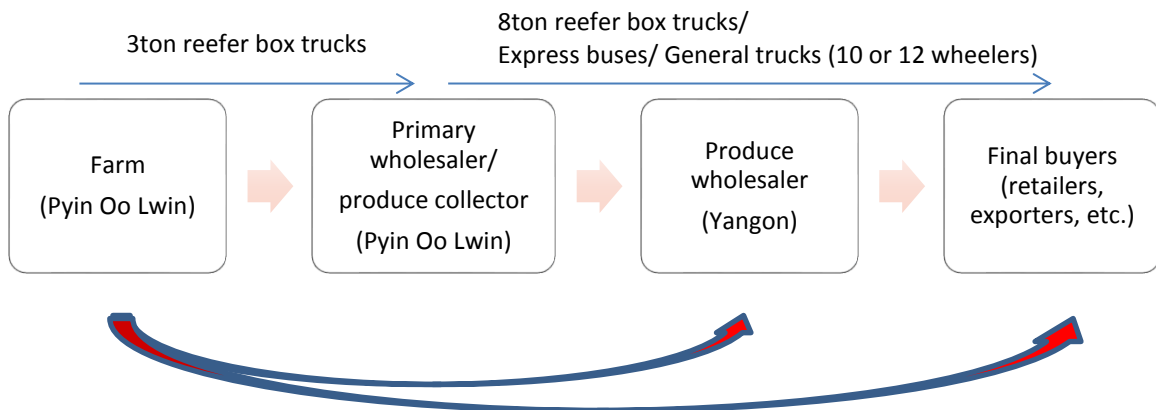 3ton reefer box trucks
8ton reefer box trucks/
Express buses/ General trucks (10 or 12 wheelers)
Farm
(Pyin Oo Lwin)
Primary
wholesaler/
produce collector
(Pyin Oo Lwin)
Produce
wholesaler
(Yangon)
Final buyers
(retailers,
exporters, etc.)